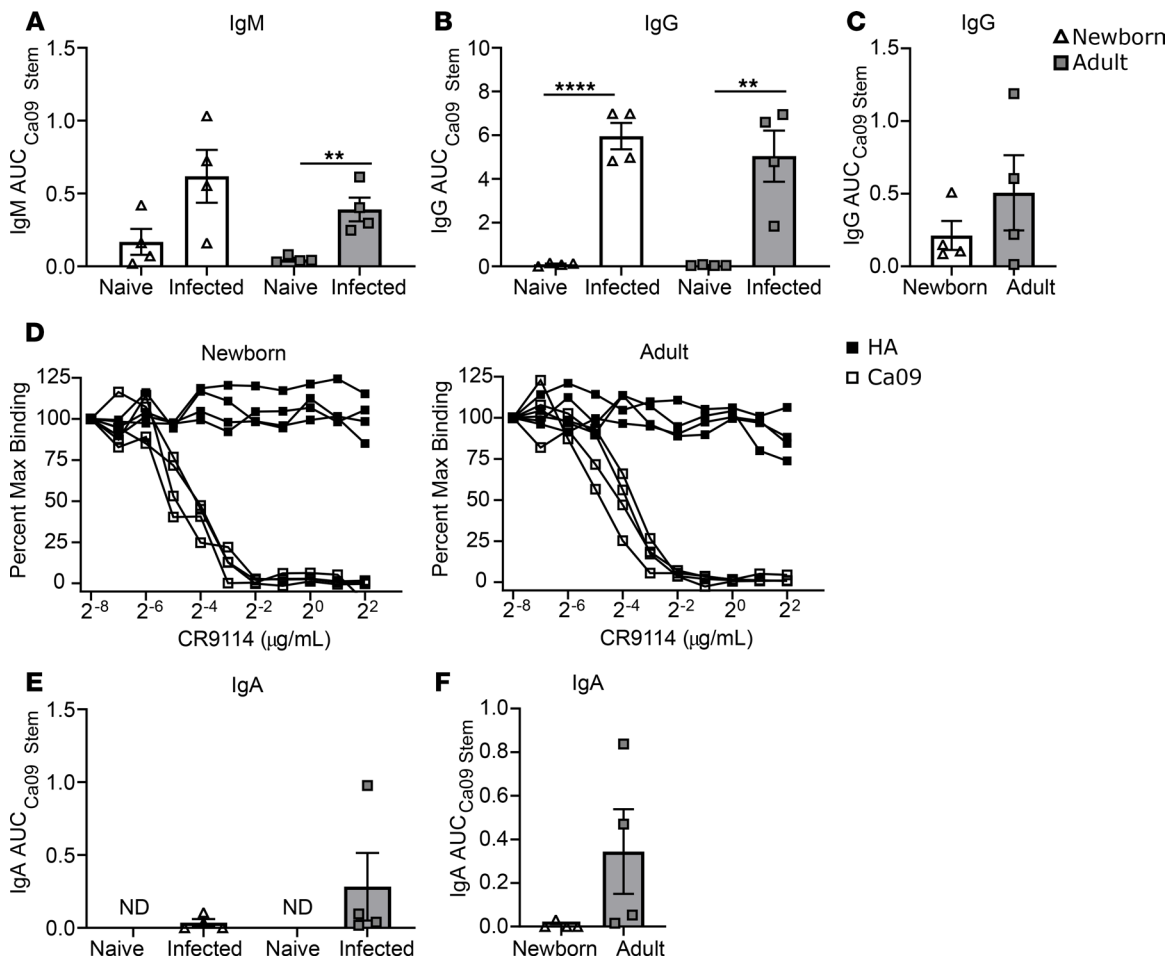 A
IgM
IgM AUC Ca09 Stem
1.5
1.0
0.5
0.0
**
Naive Infected Naive Infected
B
IgG
IgG AUC Ca09 Stem
10
8
6
4
2
0
****
**
Naive Infected Naive Infected
C
IgG
IgG AUC Ca09 Stem
1.5
1.0
0.5
0.0
Newborn Adult
Newborn
Adult
D
Newborn
Percent Max Binding
125
100
75
50
25
0
2-8 2-6 2-4 2-2 20 22
CR9114 (µg/mL)
Adult
Percent Max Binding
125
100
75
50
25
0
2-8 2-6 2-4 2-2 20 22
CR9114 (µg/mL)
HA
Ca09
E
IgA
IgA AUC Ca09 Stem
1.5
1.0
0.5
0.0
ND
ND
Naive Infected Naive Infected
F
IgA
IgA AUC Ca09 Stem
1.0
0.8
0.6
0.4
0.2
0.0
Newborn Adult